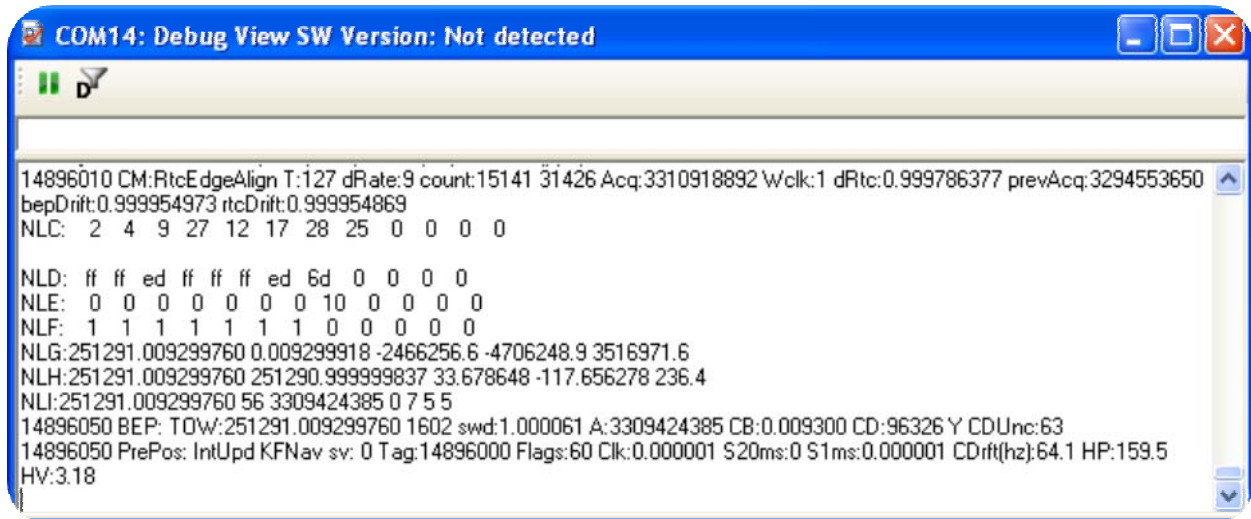 COM14: Debug View SW Version: Not detected
D
14896010 CM:RtcEdgeAlign T:127 dRate:9 count:15141 31426 Acq:3310918892 Wclk:1 dRtc:0.999786377 prevAcq:3294553650
bepDrift:0.999954973 rtcDrift:0.999954869
NLC: 2 4 9 27 12 17 28 25 0 0 0 0
NLD: ff ff ed ff ff ff ed 6d 0 0 0 0
NLE: 0 0 0 0 0 0 0 10 0 0 0 0
NLF: 1 1 1 1 1 1 1 0 0 0 0 0
NLG:251291.009299760 0.009299918 -2466256.6 -4706248.9 3516971.6
NLH:251291.009299760 251290.999999837 33.678648 -117.656278 236.4
NLI:251291.009299760 56 3309424385 0 7 5 5
14896050 BEP: TOW:251291.009299760 1602 swd:1.000061 A:3309424385 CB:0.009300 CD:96326 Y CDUnc:63
14896050 PrePos: IntUpd KFNav sv: 0 Tag:14896000 Flags:60 Clk:0.000001 S20ms:0 S1ms:0.000001 CDrft(hz):64.1 HP:159.5
HV:3.18